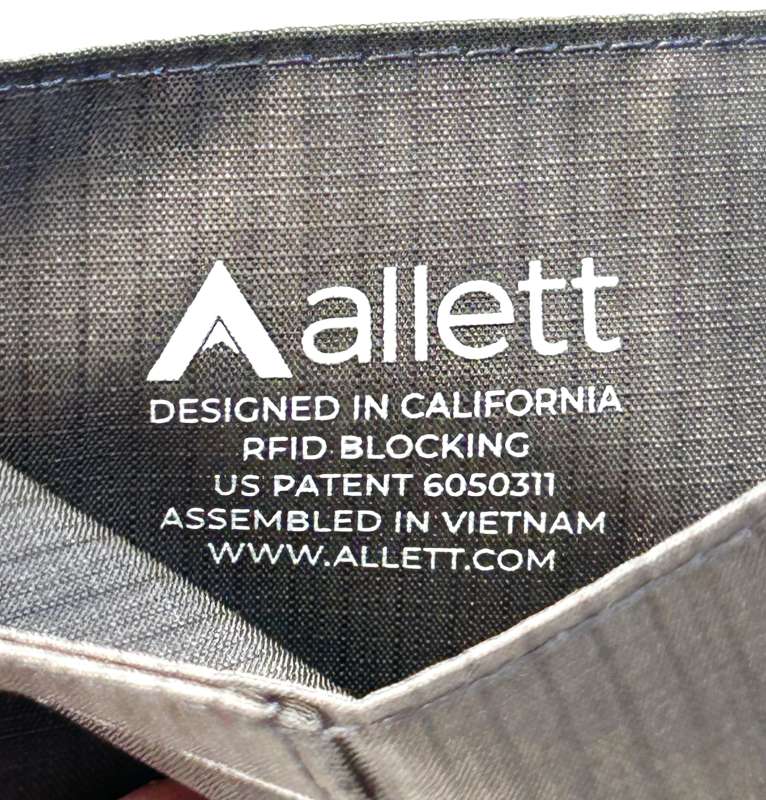 allett
DESIGNED IN CALIFORNIA
RFID BLOCKING
US PATENT 6050311
ASSEMBLED IN VIETNAM
WWW.ALLETT.COM